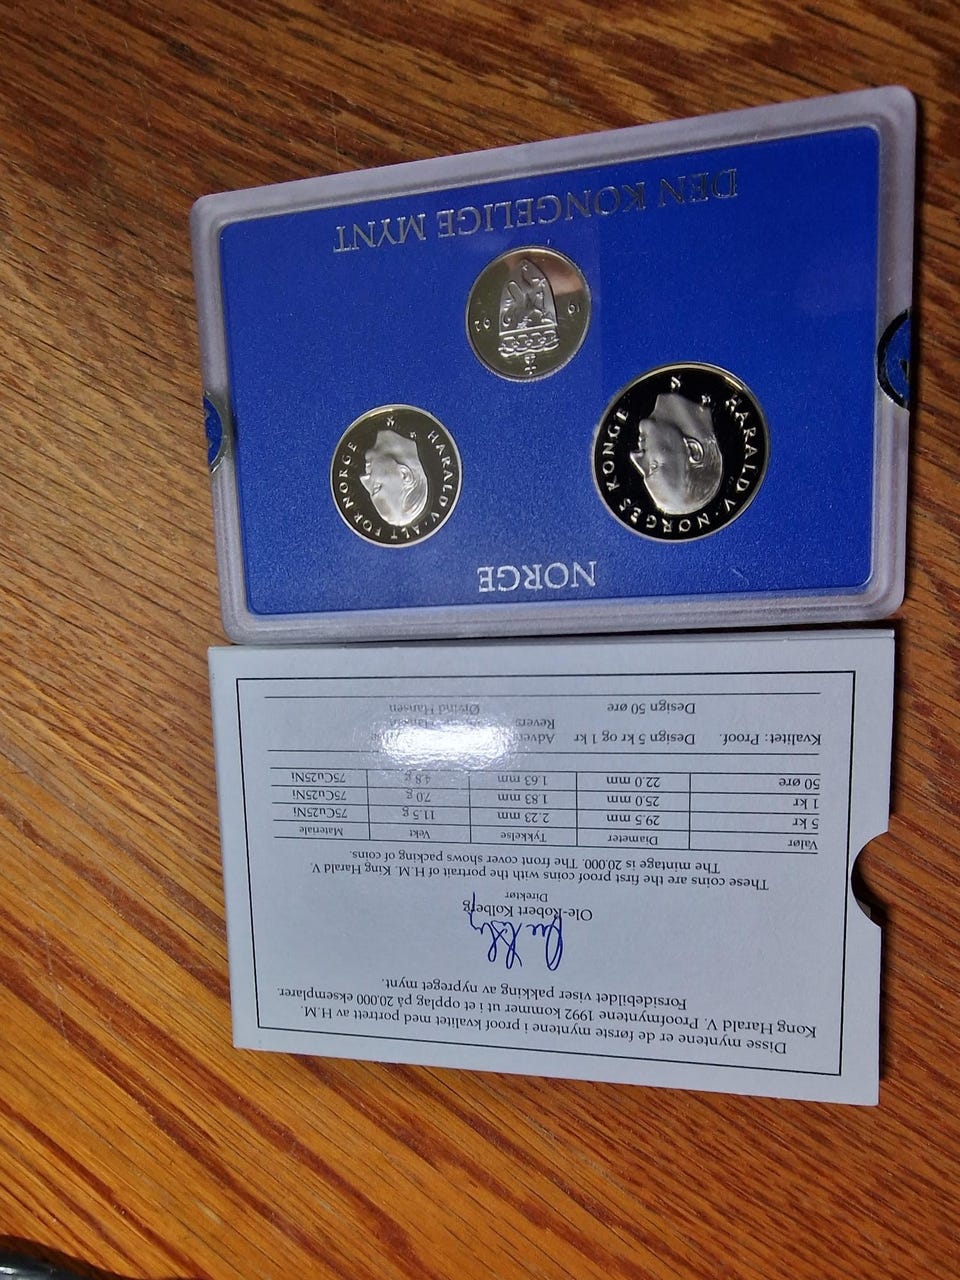 Disse myntene er de første myntene i proof kvalitet med portrett av H.M.
Kong Harald V. Proofmyntene 1992 kommer ut i et opplag på 20.000 eksemplarer.
Forsidebildet viser pakking av nypreget mynt.
Ole-Robert Kolberg
Direktør
These coins are the first proof coins with the portrait of H.M. King Harald V.
The mintage is 20.000. The front cover shows packing of coins.
Valør Diameter Tykkelse Vekt Materiale
5 kr 29.5 mm 2.23 mm 11.5 g 75Cu25Ni
1 kr 25.0 mm 1.83 mm 7.0 g 75Cu25Ni
50 øre 22.0 mm 1.63 mm 4.8 g 75Cu25Ni
Kvalitet: Proof. Design 5 kr og 1 kr Advers
Revers
Design 50 øre Øivind Hansen
NORGE
HARALD V · NORGES KONGE
HARALD V · ALT FOR NORGE
19 92
DEN KONGELIGE MYNT